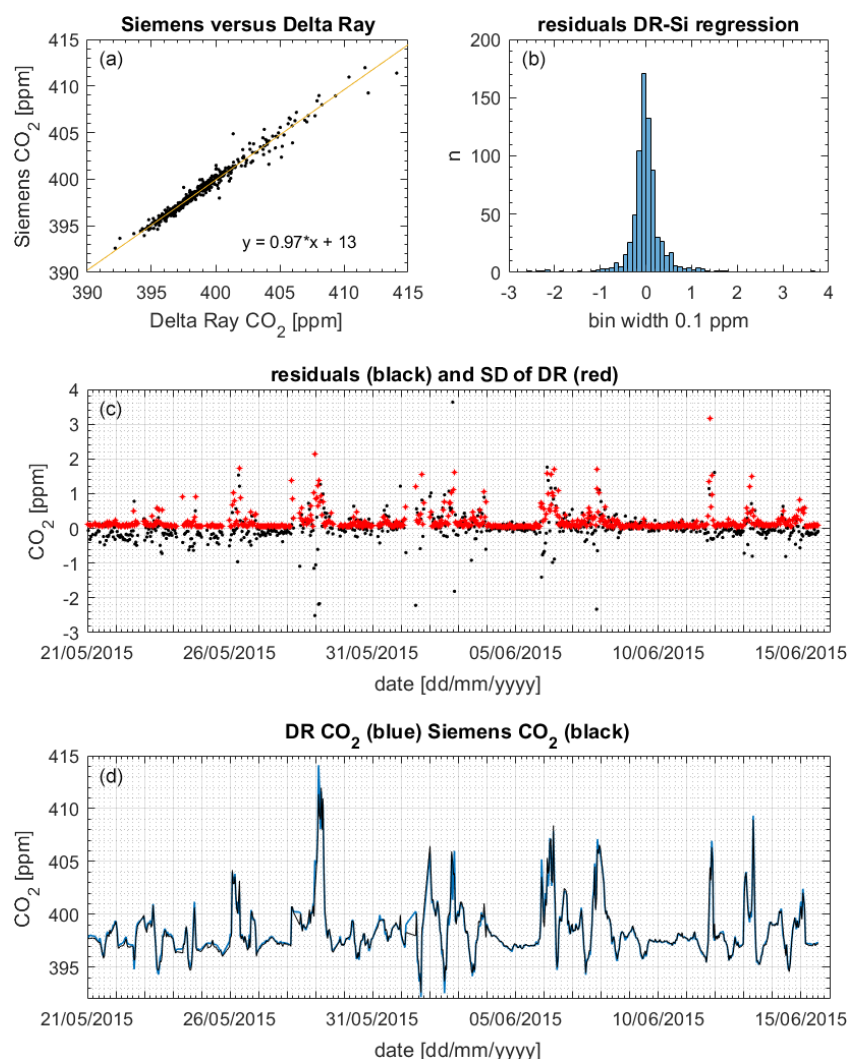 Siemens versus Delta Ray
(a)
415
410
405
400
395
390
Siemens CO2 [ppm]
y = 0.97*x + 13
390 395 400 405 410 415
Delta Ray CO2 [ppm]
residuals DR-Si regression
(b)
200
150
100
50
0
n
-3 -2 -1 0 1 2 3 4
bin width 0.1 ppm
residuals (black) and SD of DR (red)
(c)
4
3
2
1
0
-1
-2
-3
CO2 [ppm]
21/05/2015 26/05/2015 31/05/2015 05/06/2015 10/06/2015 15/06/2015
date [dd/mm/yyyy]
DR CO2 (blue) Siemens CO2 (black)
(d)
415
410
405
400
395
CO2 [ppm]
21/05/2015 26/05/2015 31/05/2015 05/06/2015 10/06/2015 15/06/2015
date [dd/mm/yyyy]